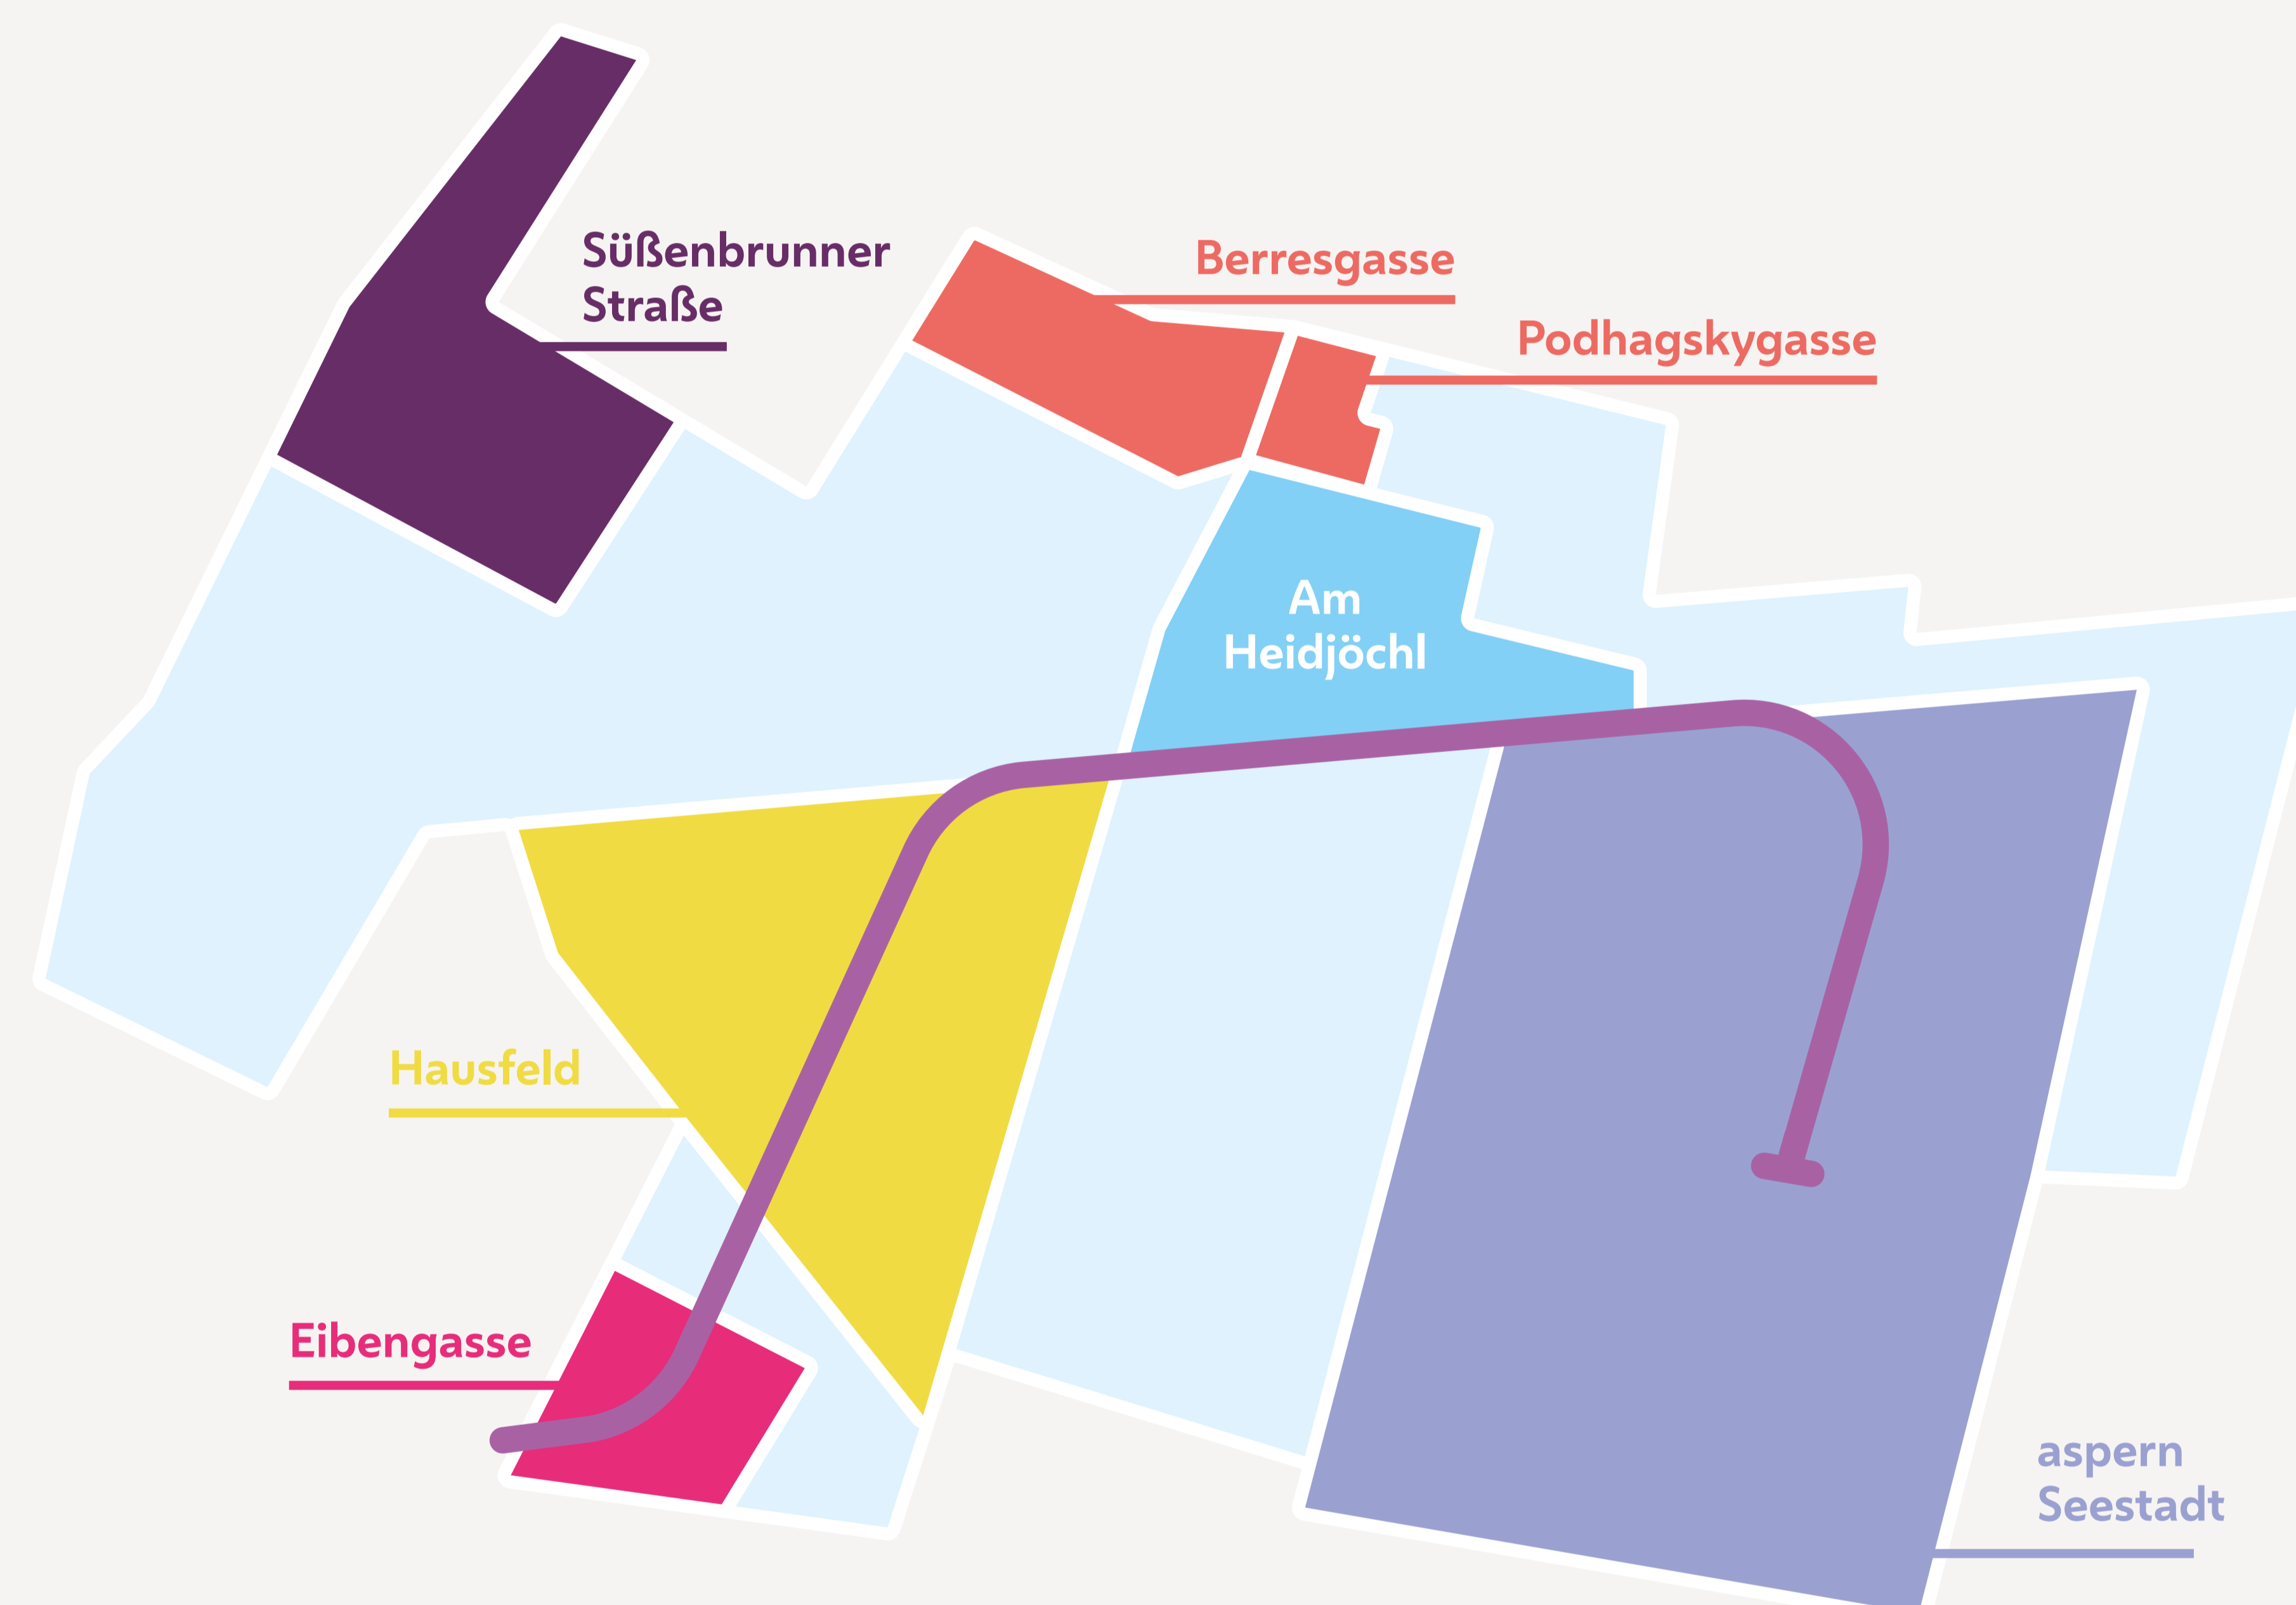 Süßenbrunner
Straße
Berresgasse
Podhagskygasse
Am
Heidjöchl
Hausfeld
Eibengasse
aspern
Seestadt